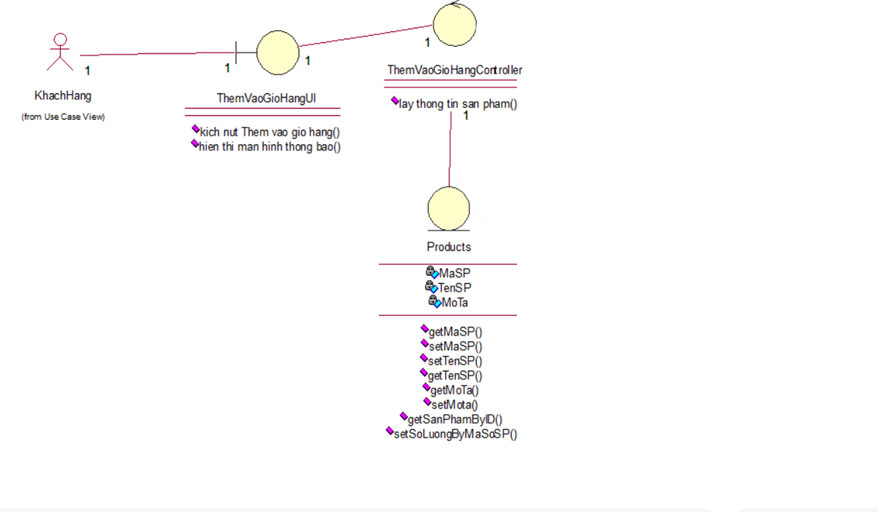 1
1
1
1
KhachHang
(from Use Case View)
ThemVaoGioHangUI
kich nut Them vao gio hang()
hien thi man hinh thong bao()
ThemVaoGioHangController
lay thong tin san pham()
1
Products
MaSP
TenSP
MoTa
getMaSP()
setMaSP()
setTenSP()
getTenSP()
getMoTa()
setMota()
getSanPhamByID()
setSoLuongByMaSoSP()